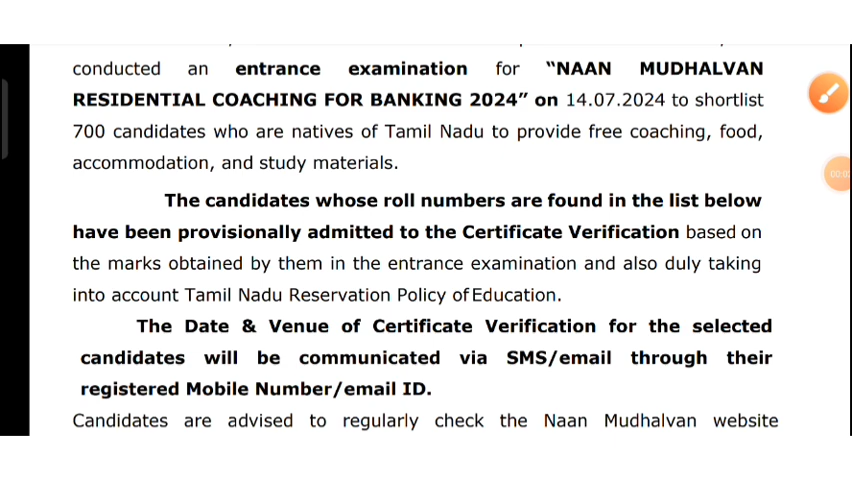 conducted an entrance examination for “NAAN MUDHALVAN
RESIDENTIAL COACHING FOR BANKING 2024” on 14.07.2024 to shortlist
700 candidates who are natives of Tamil Nadu to provide free coaching, food,
accommodation, and study materials.
The candidates whose roll numbers are found in the list below
have been provisionally admitted to the Certificate Verification based on
the marks obtained by them in the entrance examination and also duly taking
into account Tamil Nadu Reservation Policy of Education.
The Date & Venue of Certificate Verification for the selected
candidates will be communicated via SMS/email through their
registered Mobile Number/email ID.
Candidates are advised to regularly check the Naan Mudhalvan website